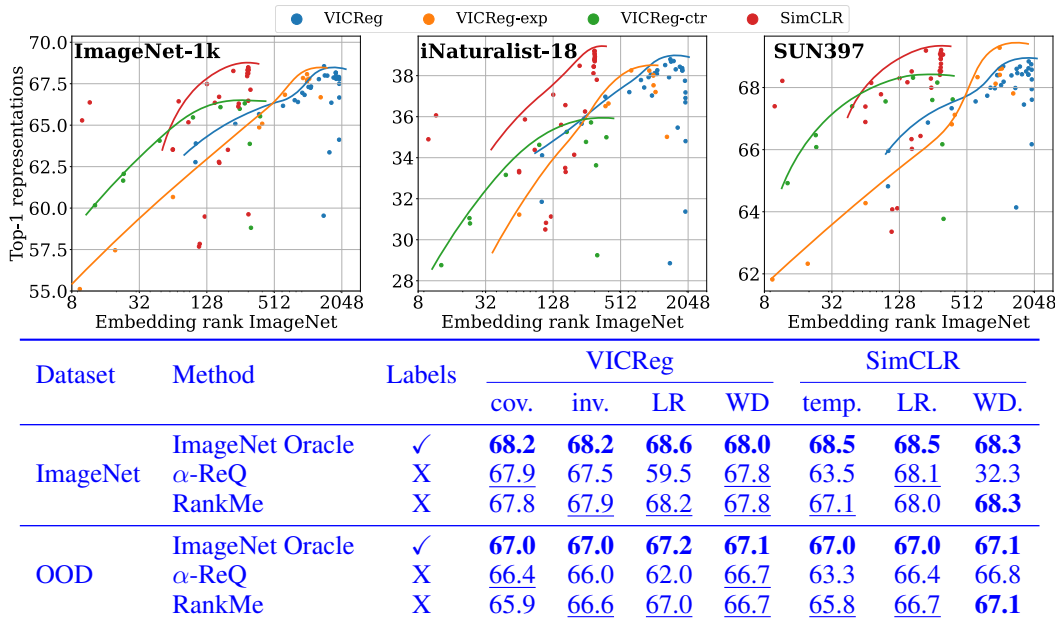 VICReg VICReg-exp VICReg-ctr SimCLR
ImageNet-1k iNaturalist-18 SUN397
Top-1 representations
70.0
67.5
65.0
62.5
60.0
57.5
55.0
8 32 128 512 2048
Embedding rank ImageNet
38
36
34
32
30
28
8 32 128 512 2048
Embedding rank ImageNet
68
66
64
62
8 32 128 512 2048
Embedding rank ImageNet
Dataset Method Labels VICReg SimCLR
cov. inv. LR WD temp. LR. WD.
ImageNet Oracle ✓ 68.2 68.2 68.6 68.0 68.5 68.5 68.3
ImageNet α-ReQ X 67.9 67.5 59.5 67.8 63.5 68.1 32.3
RankMe X 67.8 67.9 68.2 67.8 67.1 68.0 68.3
ImageNet Oracle ✓ 67.0 67.0 67.2 67.1 67.0 67.0 67.1
OOD α-ReQ X 66.4 66.0 62.0 66.7 63.3 66.4 66.8
RankMe X 65.9 66.6 67.0 66.7 65.8 66.7 67.1